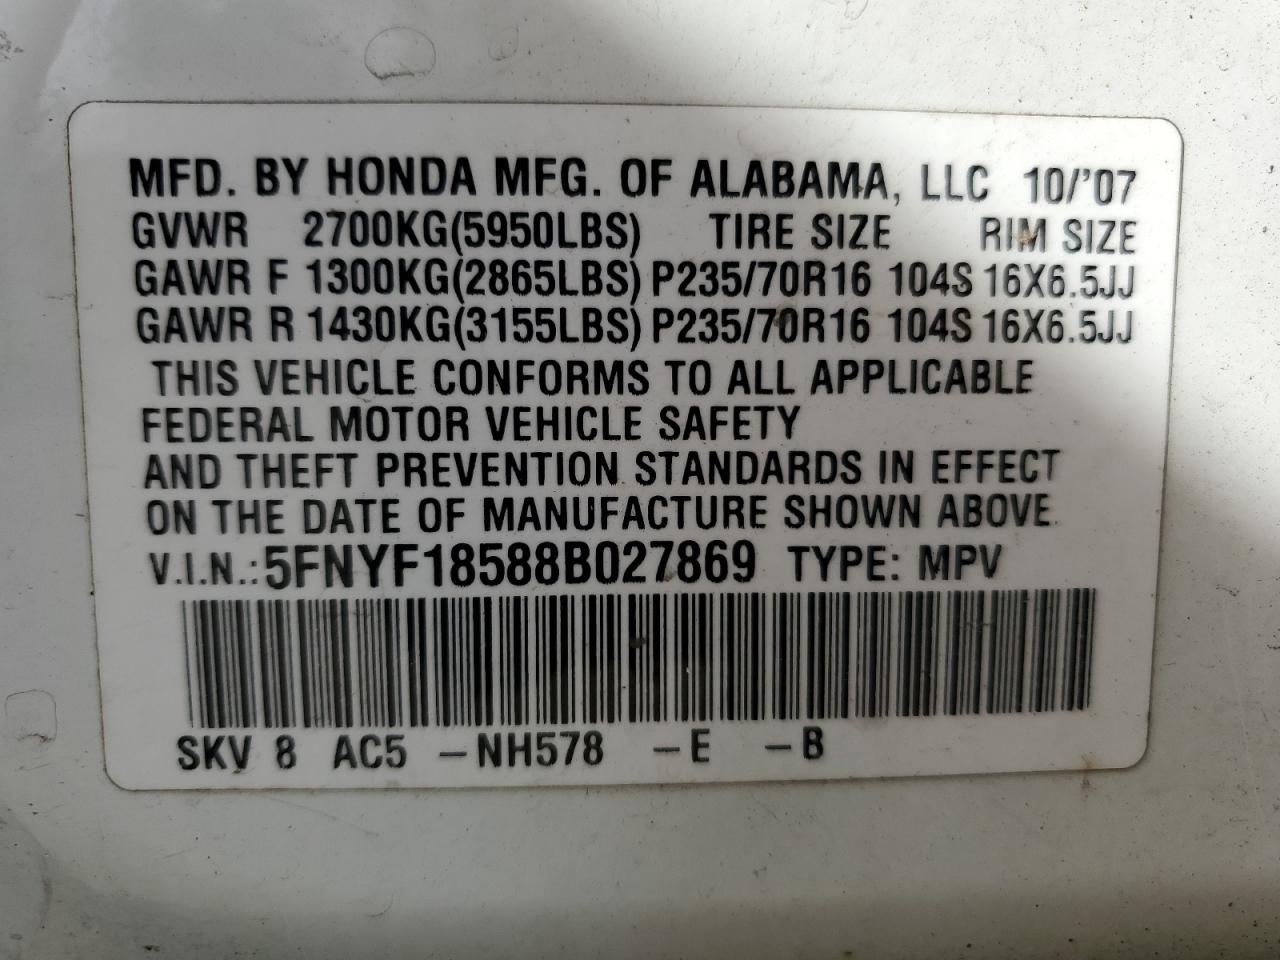 MFD. BY HONDA MFG. OF ALABAMA, LLC 10/'07
GVWR 2700KG(5950LBS) TIRE SIZE RIM SIZE
GAWR F 1300KG(2865LBS) P235/70R16 104S 16X6.5JJ
GAWR R 1430KG(3155LBS) P235/70R16 104S 16X6.5JJ
THIS VEHICLE CONFORMS TO ALL APPLICABLE
FEDERAL MOTOR VEHICLE SAFETY
AND THEFT PREVENTION STANDARDS IN EFFECT
ON THE DATE OF MANUFACTURE SHOWN ABOVE.
V.I.N.: 5FNYF18588B027869 TYPE: MPV
SKV 8 AC5 –NH578 –E –B